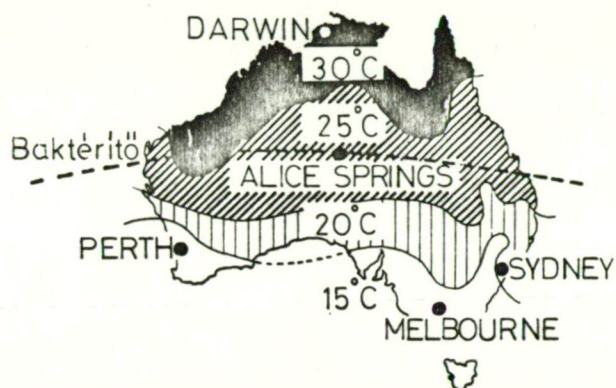 DARWIN
30°C
25°C
Baktérítő
ALICE SPRINGS
20°C
PERTH
15°C
SYDNEY
MELBOURNE